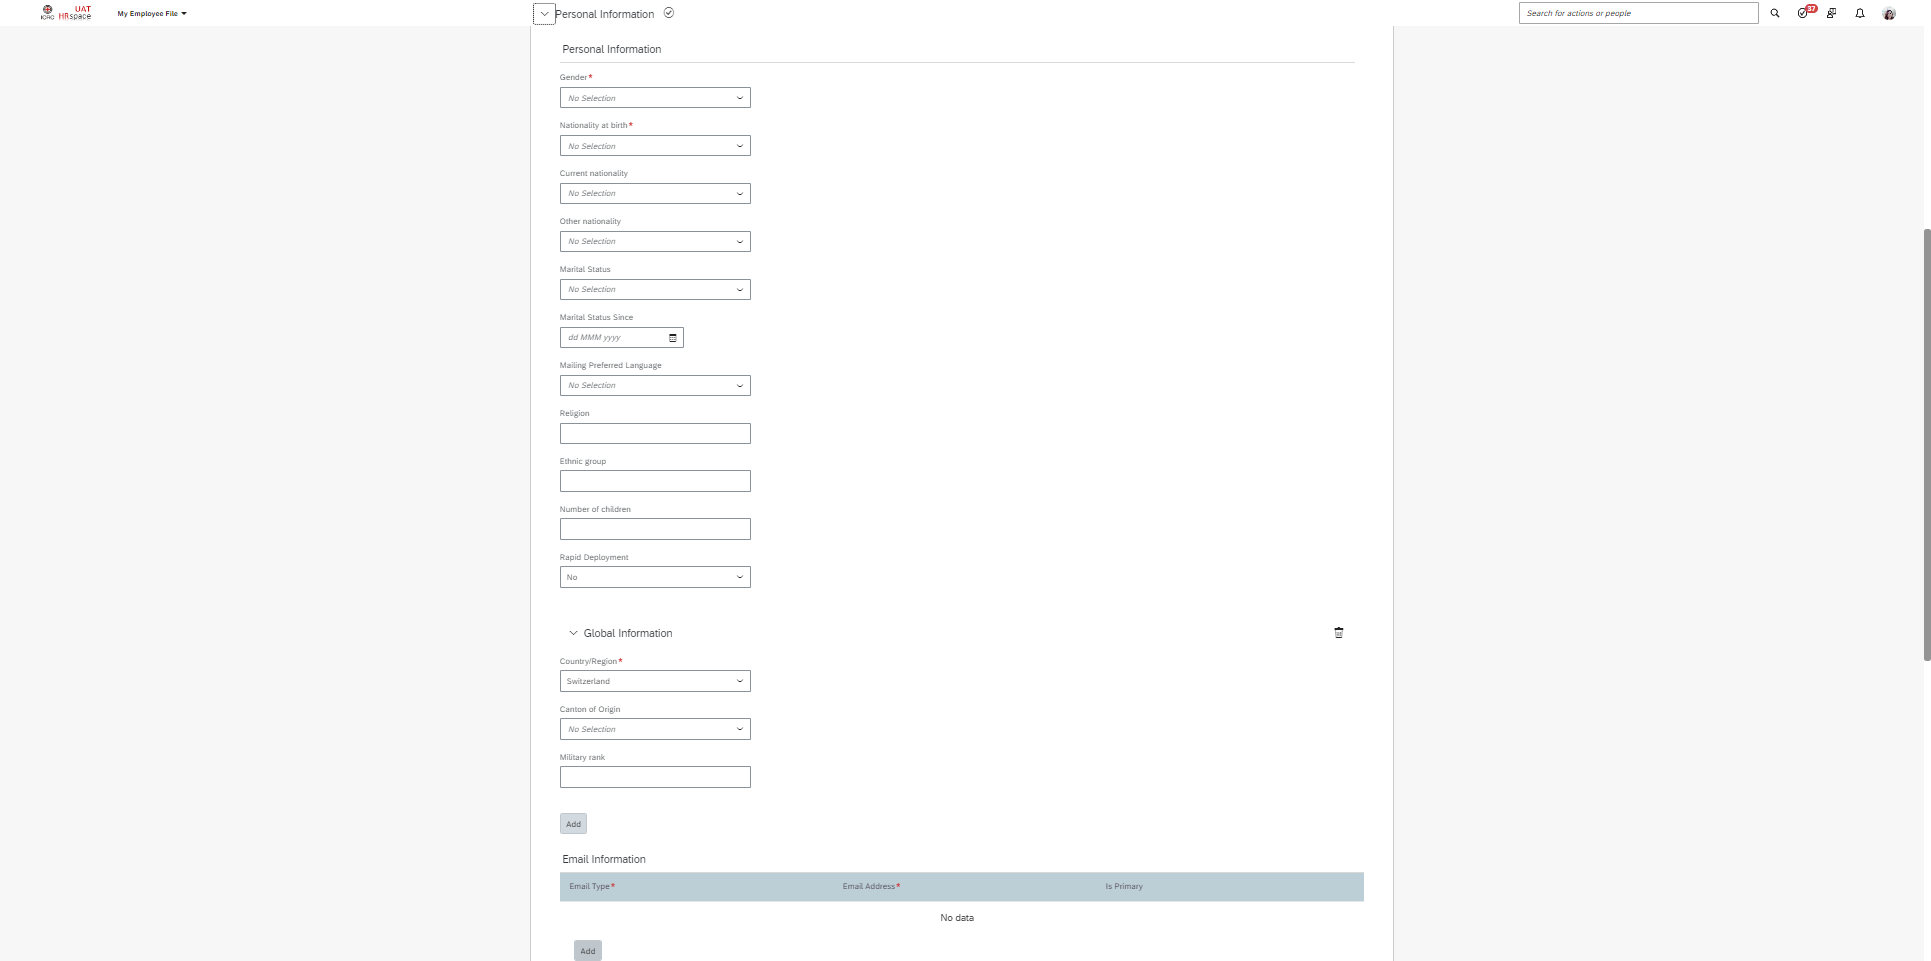 ICRC
UAT
HRspace
My Employee File
Personal Information
Search for actions or people
37
Personal Information
Gender*
No Selection
Nationality at birth*
No Selection
Current nationality
No Selection
Other nationality
No Selection
Marital Status
No Selection
Marital Status Since
dd MMM yyyy
Mailing Preferred Language
No Selection
Religion
Ethnic group
Number of children
Rapid Deployment
No
Global Information
Country/Region*
Switzerland
Canton of Origin
No Selection
Military rank
Add
Email Information
Email Type* Email Address* Is Primary
No data
Add